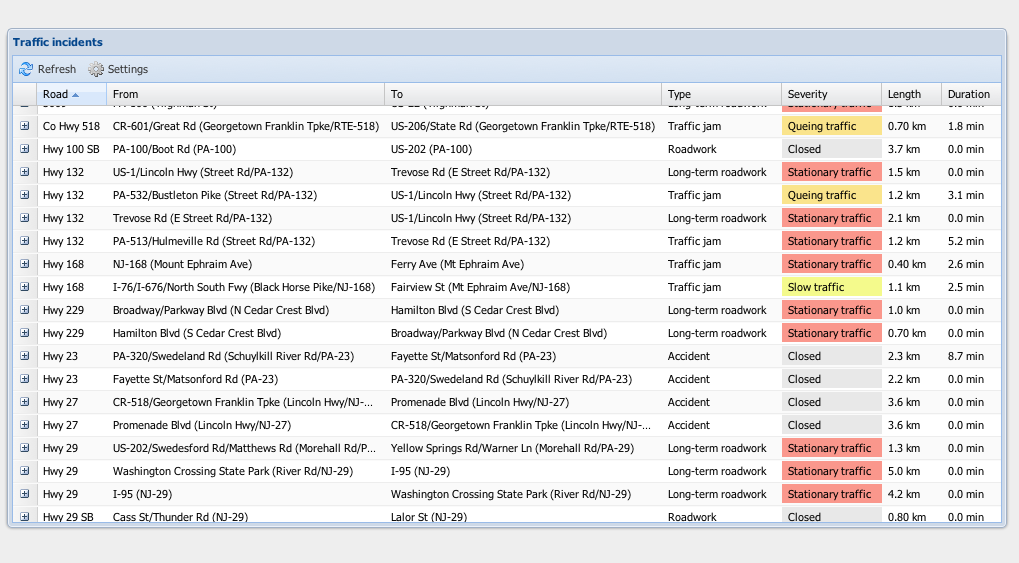 Traffic incidents
Refresh Settings
Road From To Type Severity Length Duration
Co Hwy 518 CR-601/Great Rd (Georgetown Franklin Tpke/RTE-518) US-206/State Rd (Georgetown Franklin Tpke/RTE-518) Traffic jam Queing traffic 0.70 km 1.8 min
Hwy 100 SB PA-100/Boot Rd (PA-100) US-202 (PA-100) Roadwork Closed 3.7 km 0.0 min
Hwy 132 US-1/Lincoln Hwy (Street Rd/PA-132) Trevose Rd (E Street Rd/PA-132) Long-term roadwork Stationary traffic 1.5 km 0.0 min
Hwy 132 PA-532/Bustleton Pike (Street Rd/PA-132) US-1/Lincoln Hwy (Street Rd/PA-132) Traffic jam Queing traffic 1.2 km 3.1 min
Hwy 132 Trevose Rd (E Street Rd/PA-132) US-1/Lincoln Hwy (Street Rd/PA-132) Long-term roadwork Stationary traffic 2.1 km 0.0 min
Hwy 132 PA-513/Hulmeville Rd (Street Rd/PA-132) Trevose Rd (E Street Rd/PA-132) Traffic jam Stationary traffic 1.2 km 5.2 min
Hwy 168 NJ-168 (Mount Ephraim Ave) Ferry Ave (Mt Ephraim Ave) Traffic jam Stationary traffic 0.40 km 2.6 min
Hwy 168 I-76/I-676/North South Fwy (Black Horse Pike/NJ-168) Fairview St (Mt Ephraim Ave/NJ-168) Traffic jam Slow traffic 1.1 km 2.5 min
Hwy 229 Broadway/Parkway Blvd (N Cedar Crest Blvd) Hamilton Blvd (S Cedar Crest Blvd) Long-term roadwork Stationary traffic 1.0 km 0.0 min
Hwy 229 Hamilton Blvd (S Cedar Crest Blvd) Broadway/Parkway Blvd (N Cedar Crest Blvd) Long-term roadwork Stationary traffic 0.70 km 0.0 min
Hwy 23 PA-320/Swedeland Rd (Schuylkill River Rd/PA-23) Fayette St/Matsonford Rd (PA-23) Accident Closed 2.3 km 8.7 min
Hwy 23 Fayette St/Matsonford Rd (PA-23) PA-320/Swedeland Rd (Schuylkill River Rd/PA-23) Accident Closed 2.2 km 0.0 min
Hwy 27 CR-518/Georgetown Franklin Tpke (Lincoln Hwy/NJ-... Promenade Blvd (Lincoln Hwy/NJ-27) Accident Closed 3.6 km 0.0 min
Hwy 27 Promenade Blvd (Lincoln Hwy/NJ-27) CR-518/Georgetown Franklin Tpke (Lincoln Hwy/NJ-... Accident Closed 3.6 km 0.0 min
Hwy 29 US-202/Swedesford Rd/Matthews Rd (Morehall Rd/P... Yellow Springs Rd/Warner Ln (Morehall Rd/PA-29) Long-term roadwork Stationary traffic 1.3 km 0.0 min
Hwy 29 Washington Crossing State Park (River Rd/NJ-29) I-95 (NJ-29) Long-term roadwork Stationary traffic 5.0 km 0.0 min
Hwy 29 I-95 (NJ-29) Washington Crossing State Park (River Rd/NJ-29) Long-term roadwork Stationary traffic 4.2 km 0.0 min
Hwy 29 SB Cass St/Thunder Rd (NJ-29) Lalor St (NJ-29) Roadwork Closed 0.80 km 0.0 min